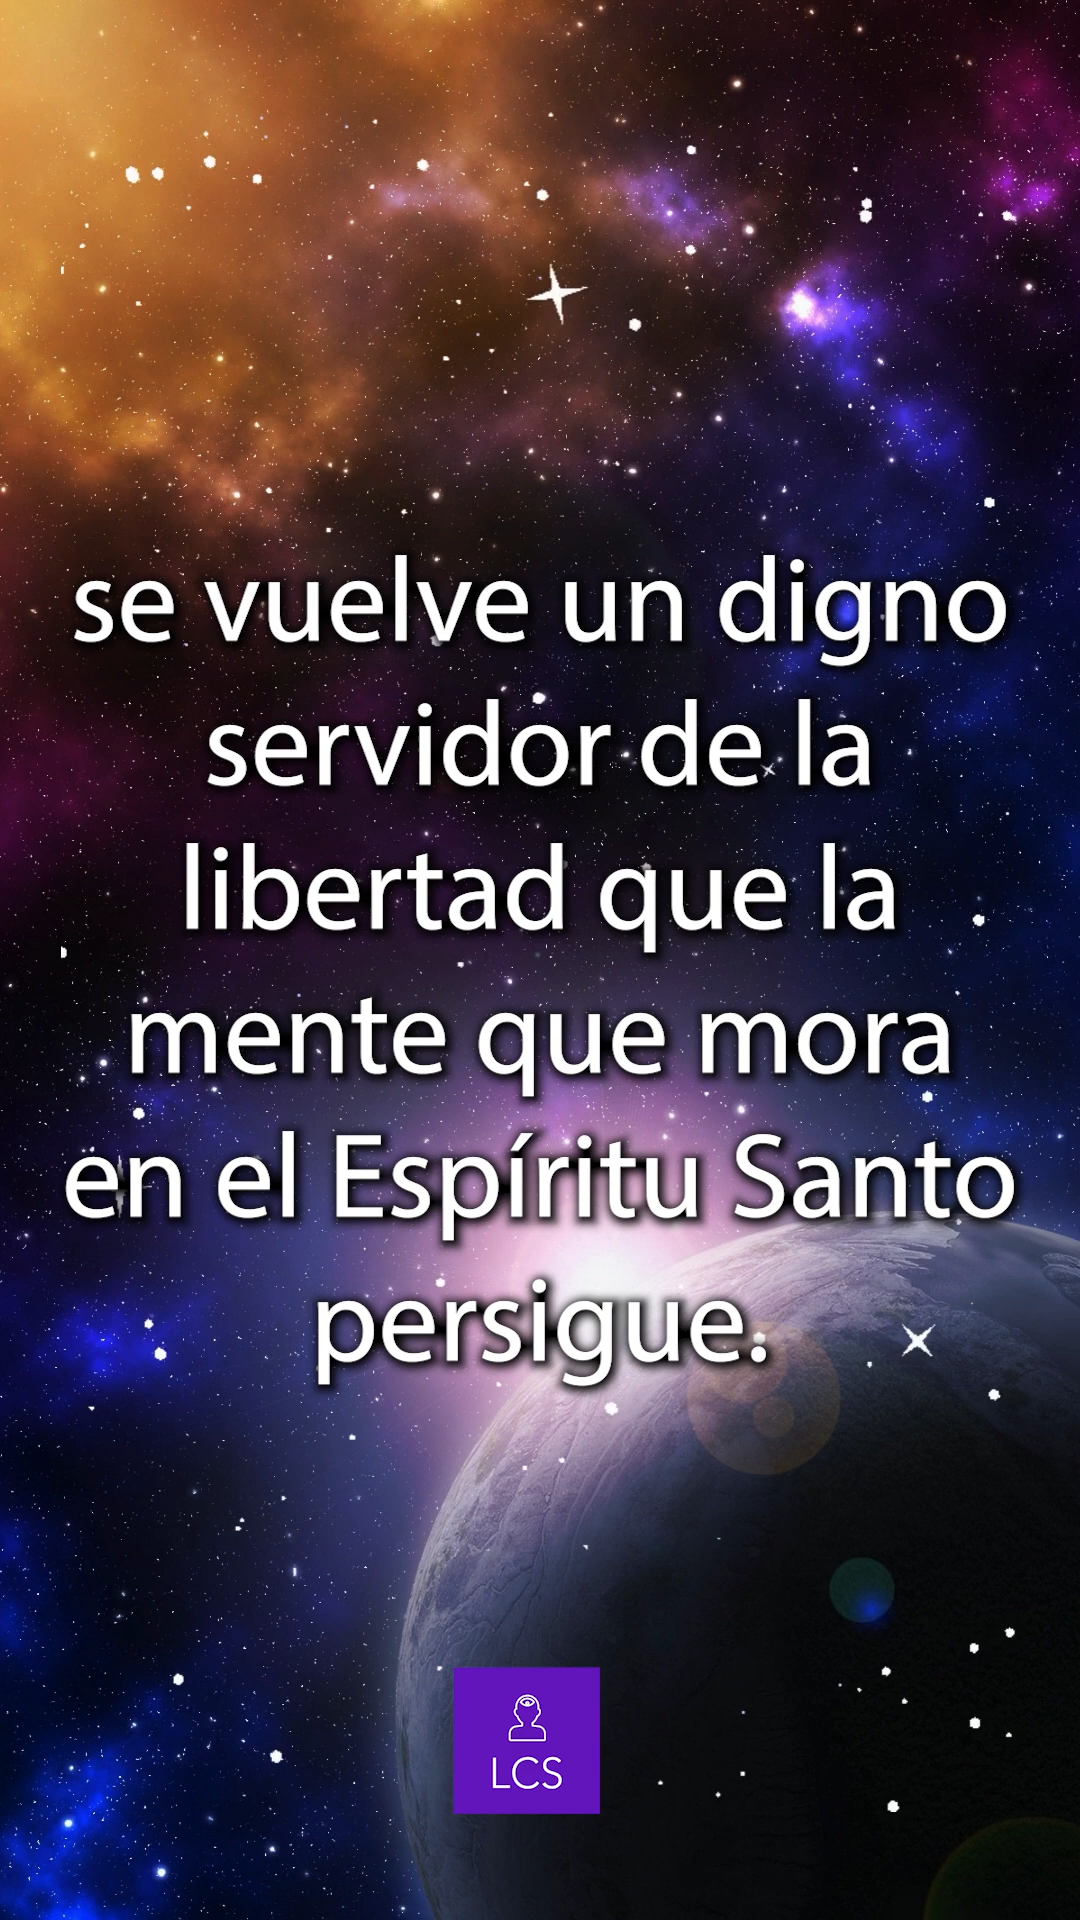 se vuelve un digno
servidor de la
libertad que la
mente que mora
en el Espíritu Santo
persigue.
LCS